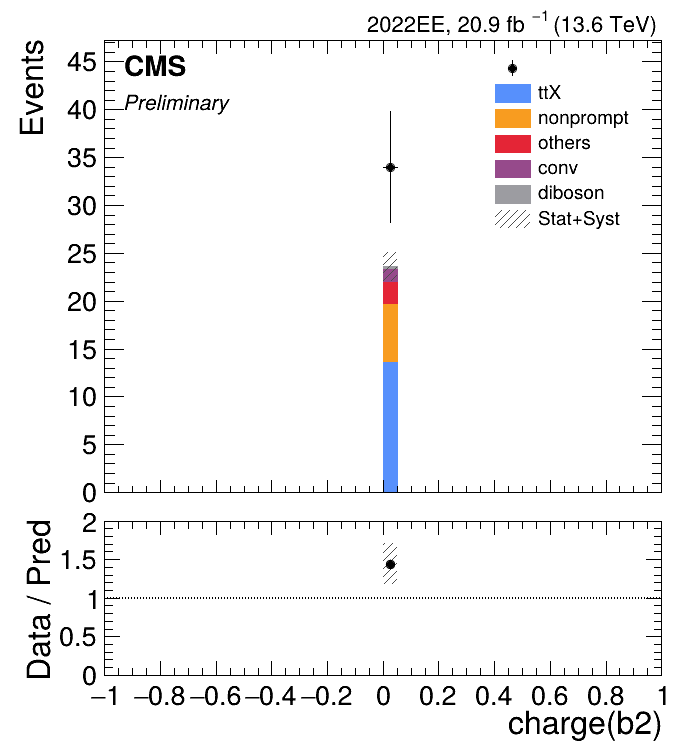 2022EE, 20.9 fb⁻¹ (13.6 TeV)
CMS
Preliminary
Events
45
40
35
30
25
20
15
10
5
0
ttX
nonprompt
others
conv
diboson
Stat+Syst
Data / Pred
2
1.5
1
0.5
0
−1 −0.8 −0.6 −0.4 −0.2 0 0.2 0.4 0.6 0.8 1
charge(b2)